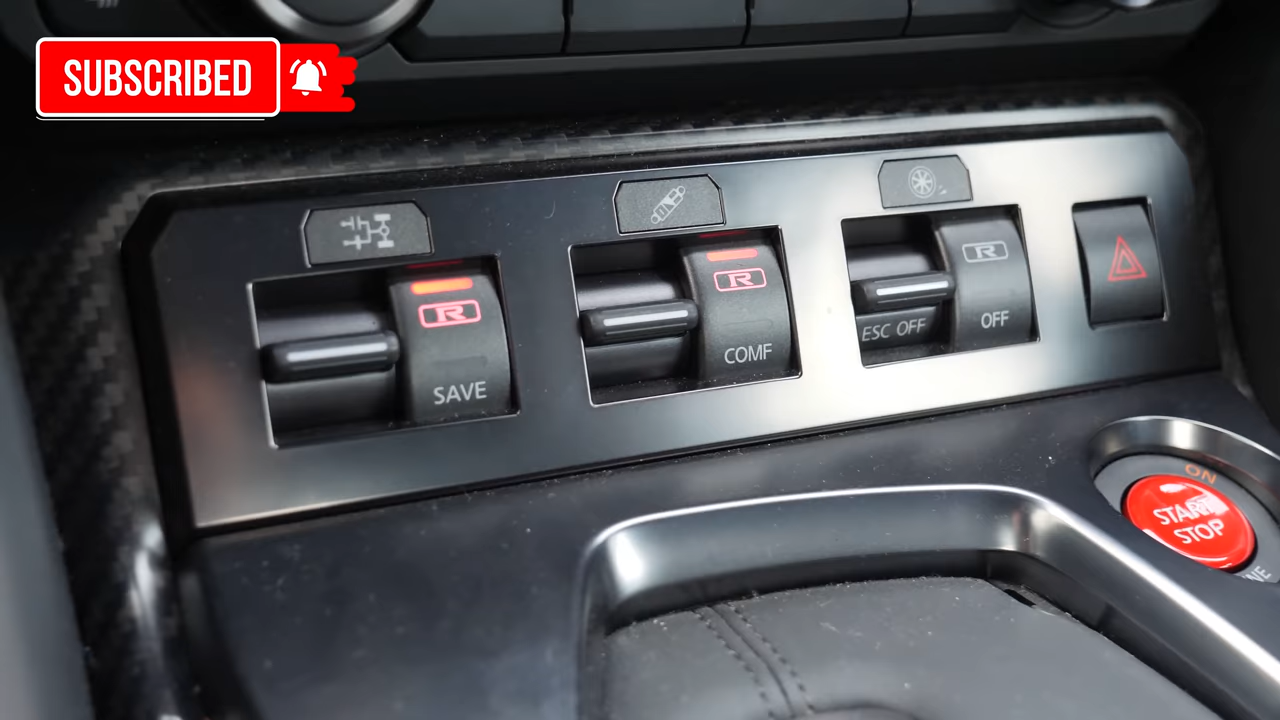 SUBSCRIBED
R
SAVE
R
COMF
R
ESC OFF
OFF
ON
START
STOP